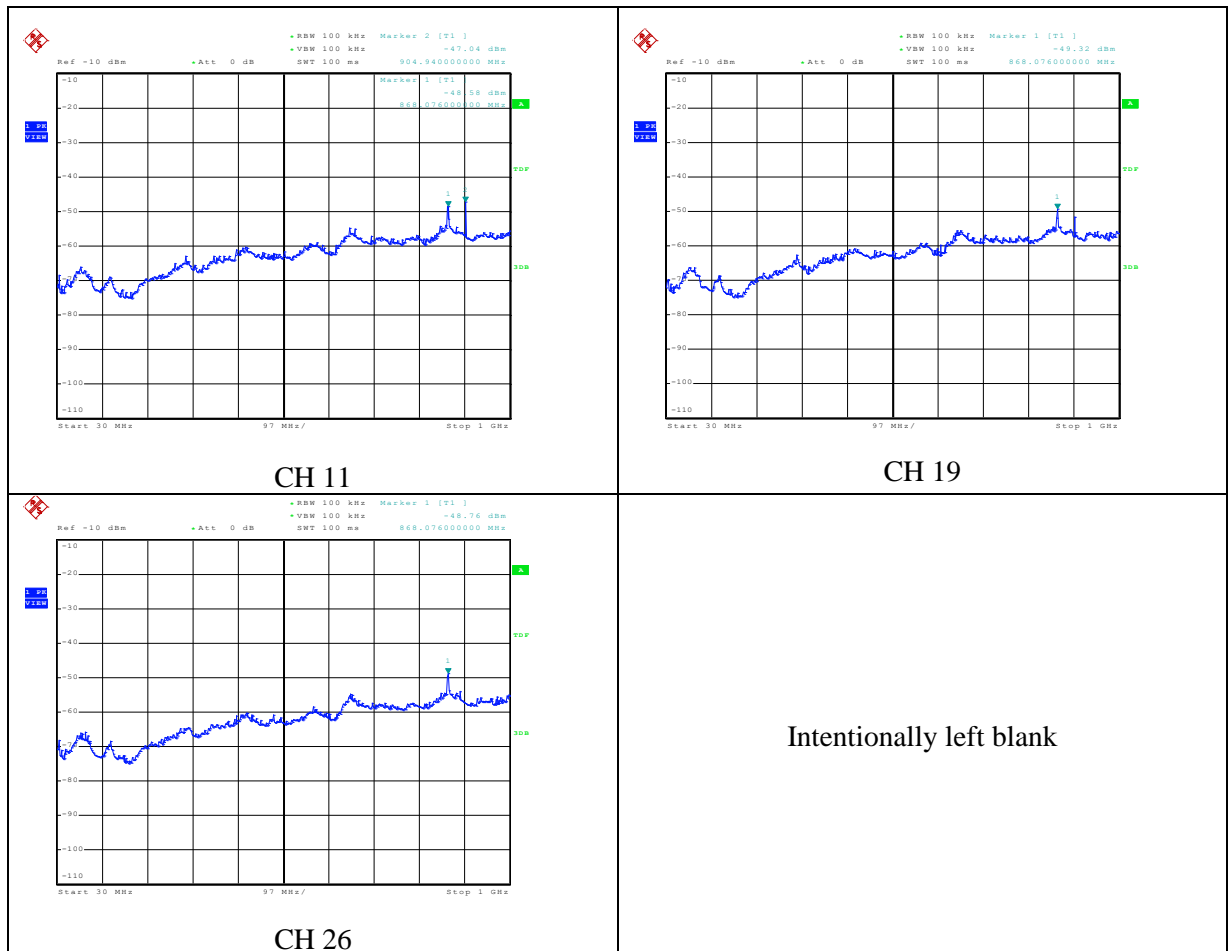 R S
*RBW 100 kHz Marker 2 [T1 ]
*VBW 100 kHz -47.04 dBm
Ref -10 dBm *Att 0 dB SWT 100 ms 904.940000000 MHz
-10
Marker 1 [T1
-48.58 dBm
868.076000000 MHz
-20
A
1 PK
VIEW
-30
TDF
-40
1
-50
-60
3DB
-70
-80
-90
-100
-110
Start 30 MHz 97 MHz/ Stop 1 GHz
CH 11
R S
*RBW 100 kHz Marker 1 [T1 ]
*VBW 100 kHz -49.32 dBm
Ref -10 dBm *Att 0 dB SWT 100 ms 868.076000000 MHz
-10
-20
A
1 PK
VIEW
-30
TDF
-40
1
-50
-60
3DB
-70
-80
-90
-100
-110
Start 30 MHz 97 MHz/ Stop 1 GHz
CH 19
R S
*RBW 100 kHz Marker 1 [T1 ]
*VBW 100 kHz -48.76 dBm
Ref -10 dBm *Att 0 dB SWT 100 ms 868.076000000 MHz
-10
-20
A
1 PK
VIEW
-30
TDF
-40
1
-50
-60
3DB
-70
-80
-90
-100
-110
Start 30 MHz 97 MHz/ Stop 1 GHz
CH 26
Intentionally left blank